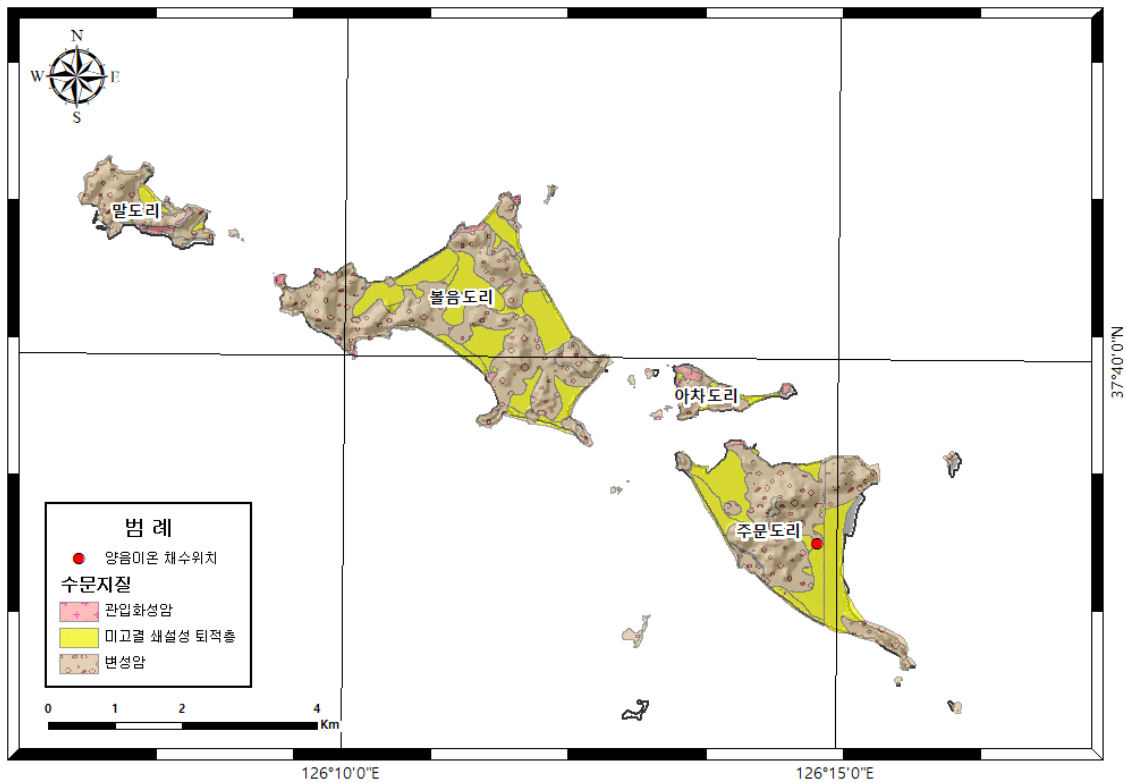 N
W E
S
말도리
볼음도리
아차도리
주문도리
37°40'0"N
범 례
양음미온 채수위치
수문지질
관입화성암
미고결 쇄설성 퇴적층
변성암
0 1 2 4
Km
126°10'0"E 126°15'0"E